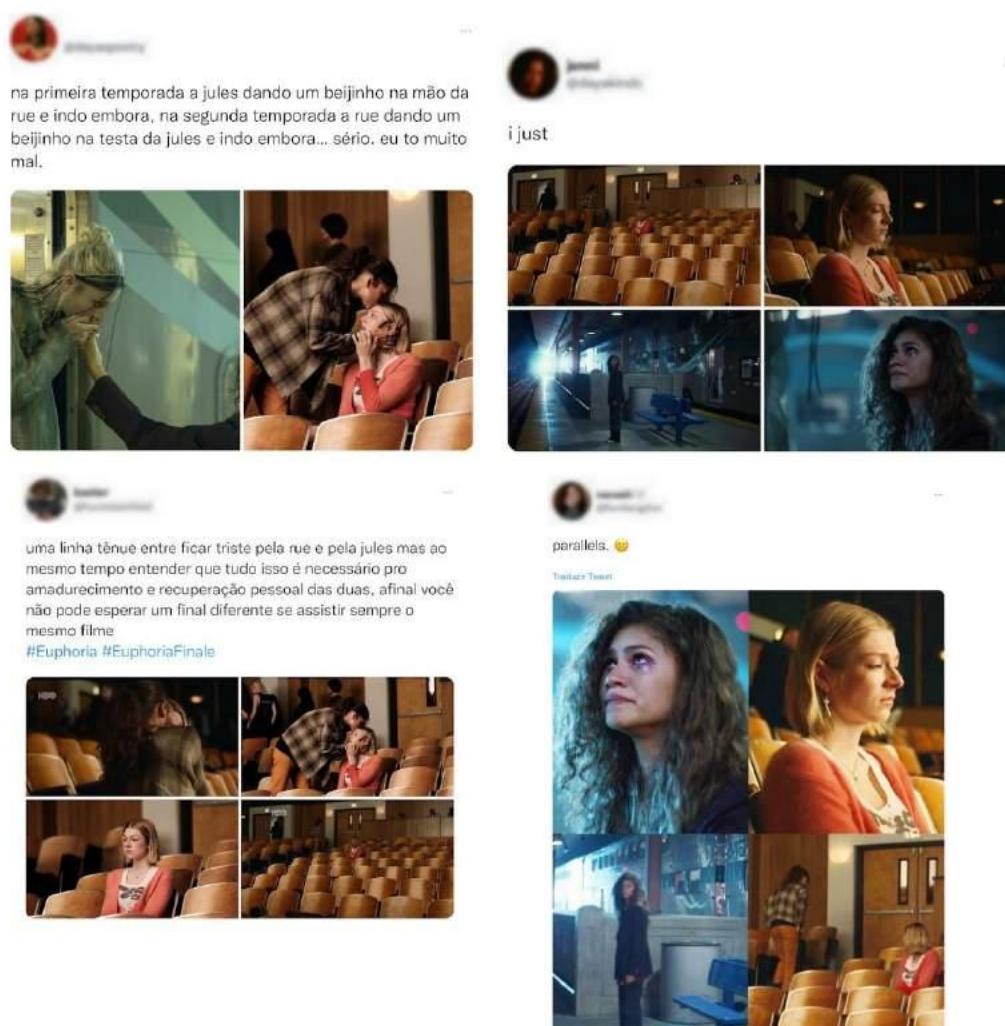 na primeira temporada a jules dando um beijinho na mão da
rue e indo embora, na segunda temporada a rue dando um
beijinho na testa da jules e indo embora... sério. eu to muito
mal.
i just
uma linha tênue entre ficar triste pela rue e pela jules mas ao
mesmo tempo entender que tudo isso é necessário pro
amadurecimento e recuperação pessoal das duas, afinal você
não pode esperar um final diferente se assistir sempre o
mesmo filme
#Euphoria #EuphoriaFinale
HBO
HBO
parallels.
Traduzir Tweet